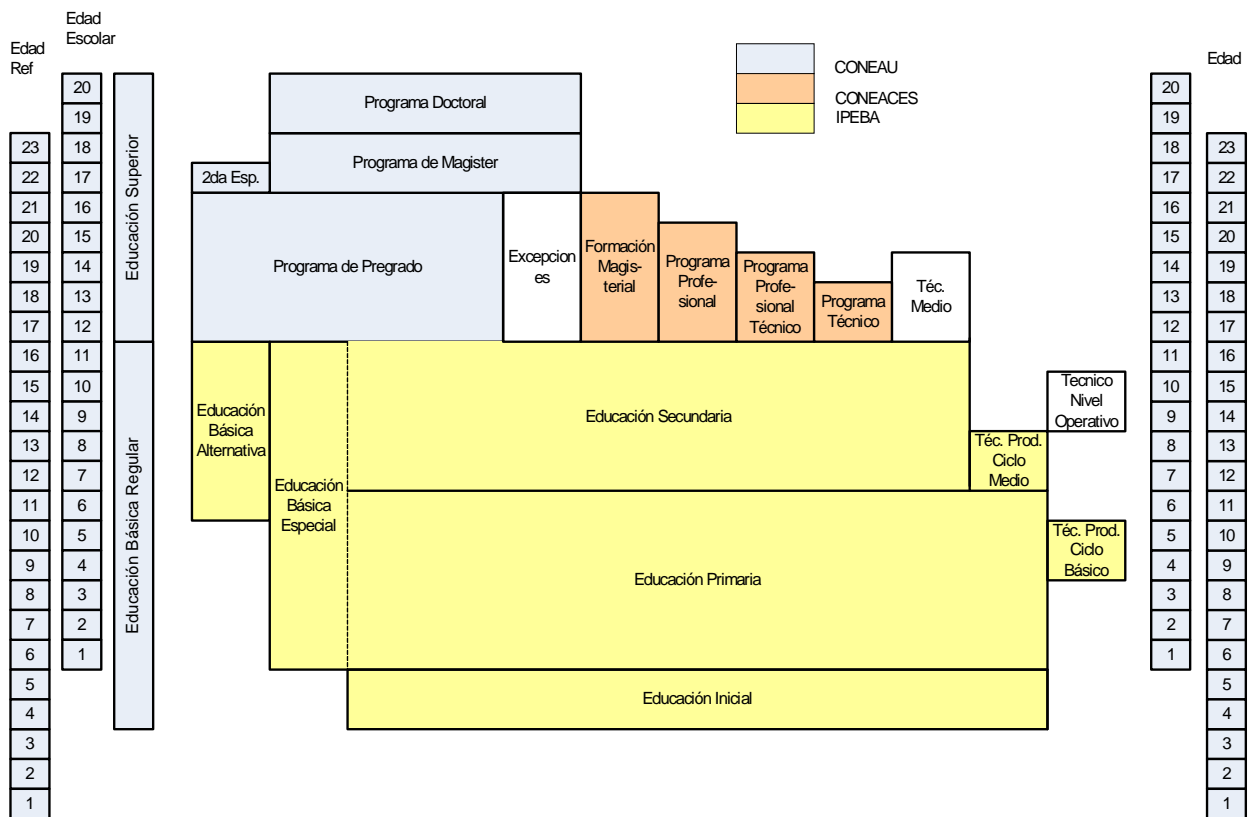 Edad
Escolar
Edad
Ref
Edad
CONEAU
CONEACES
IPEBA
20
19
18
17
16
15
14
13
12
11
10
9
8
7
6
5
4
3
2
1
23
22
21
20
19
18
17
16
15
14
13
12
11
10
9
8
7
6
5
4
3
2
1
Educación Superior
Educación Básica Regular
Programa Doctoral
Programa de Magister
2da Esp.
Programa de Pregrado
Excepcion
es
Formación
Magis-
terial
Programa
Profe-
sional
Programa
Profe-
sional
Técnico
Programa
Técnico
Téc.
Medio
Educación
Básica
Alternativa
Educación
Básica
Especial
Educación Secundaria
Tecnico
Nivel
Operativo
Téc. Prod.
Ciclo
Medio
Téc. Prod.
Ciclo
Básico
Educación Primaria
Educación Inicial
20
19
18
17
16
15
14
13
12
11
10
9
8
7
6
5
4
3
2
1
23
22
21
20
19
18
17
16
15
14
13
12
11
10
9
8
7
6
5
4
3
2
1